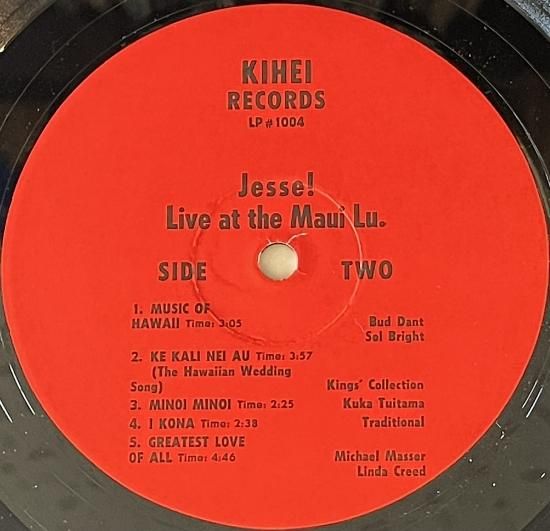 KIHEI
RECORDS
LP #1004
Jesse!
Live at the Maui Lu.
SIDE TWO
1. MUSIC OF
HAWAII Time: 3:05 Bud Dant
Sol Bright
2. KE KALI NEI AU Time: 3:57
(The Hawaiian Wedding
Song) Kings' Collection
3. MINOI MINOI Time: 2:25 Kuka Tuitama
4. I KONA Time: 2:38 Traditional
5. GREATEST LOVE
OF ALL Time: 4:46 Michael Masser
Linda Creed